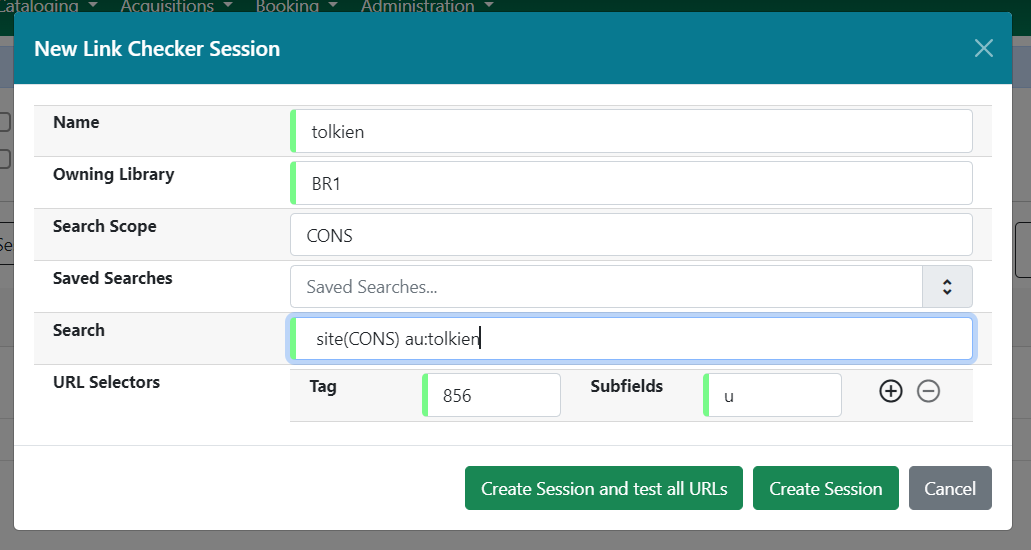 Cataloging Acquisitions Booking Administration
New Link Checker Session
Name tolkien
Owning Library BR1
Search Scope CONS
Saved Searches Saved Searches...
Search site(CONS) au:tolkien
URL Selectors Tag 856 Subfields u
Create Session and test all URLs Create Session Cancel